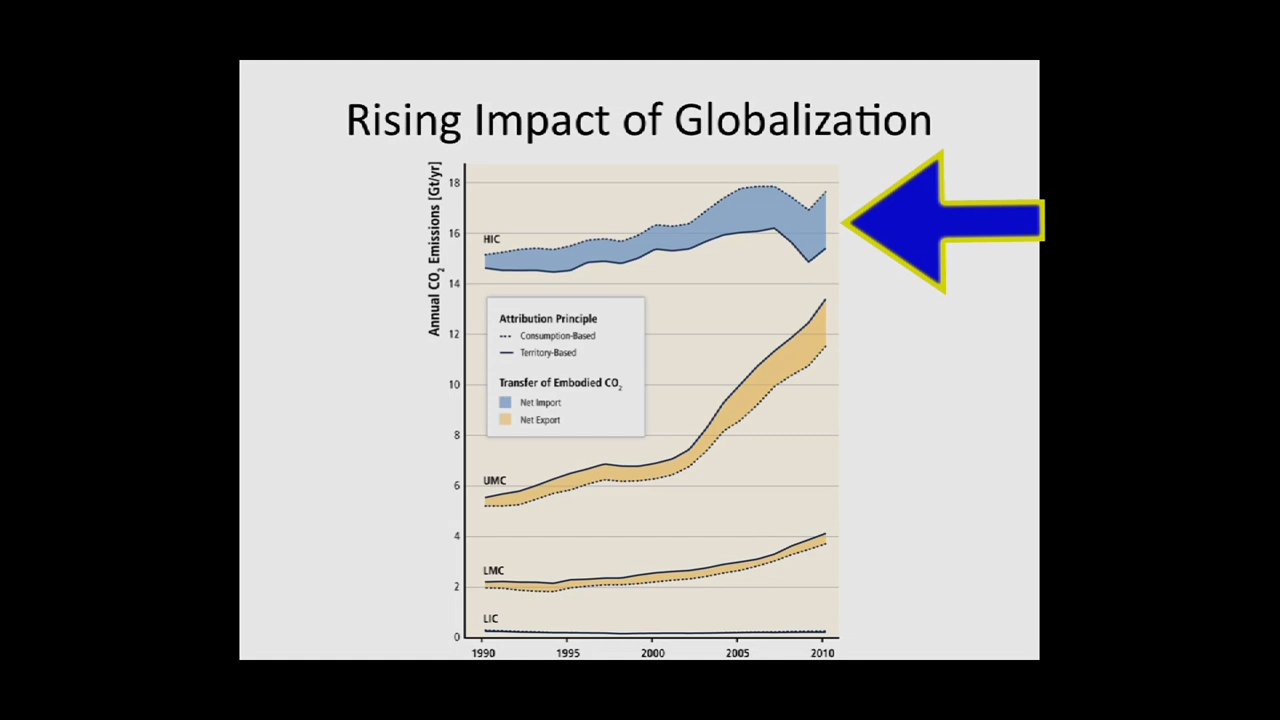 Rising Impact of Globalization
Annual CO2 Emissions [Gt/yr]
18
16
14
12
10
8
6
4
2
0
HIC
Attribution Principle
Consumption-Based
Territory-Based
Transfer of Embodied CO2
Net Import
Net Export
UMC
LMC
LIC
1990 1995 2000 2005 2010